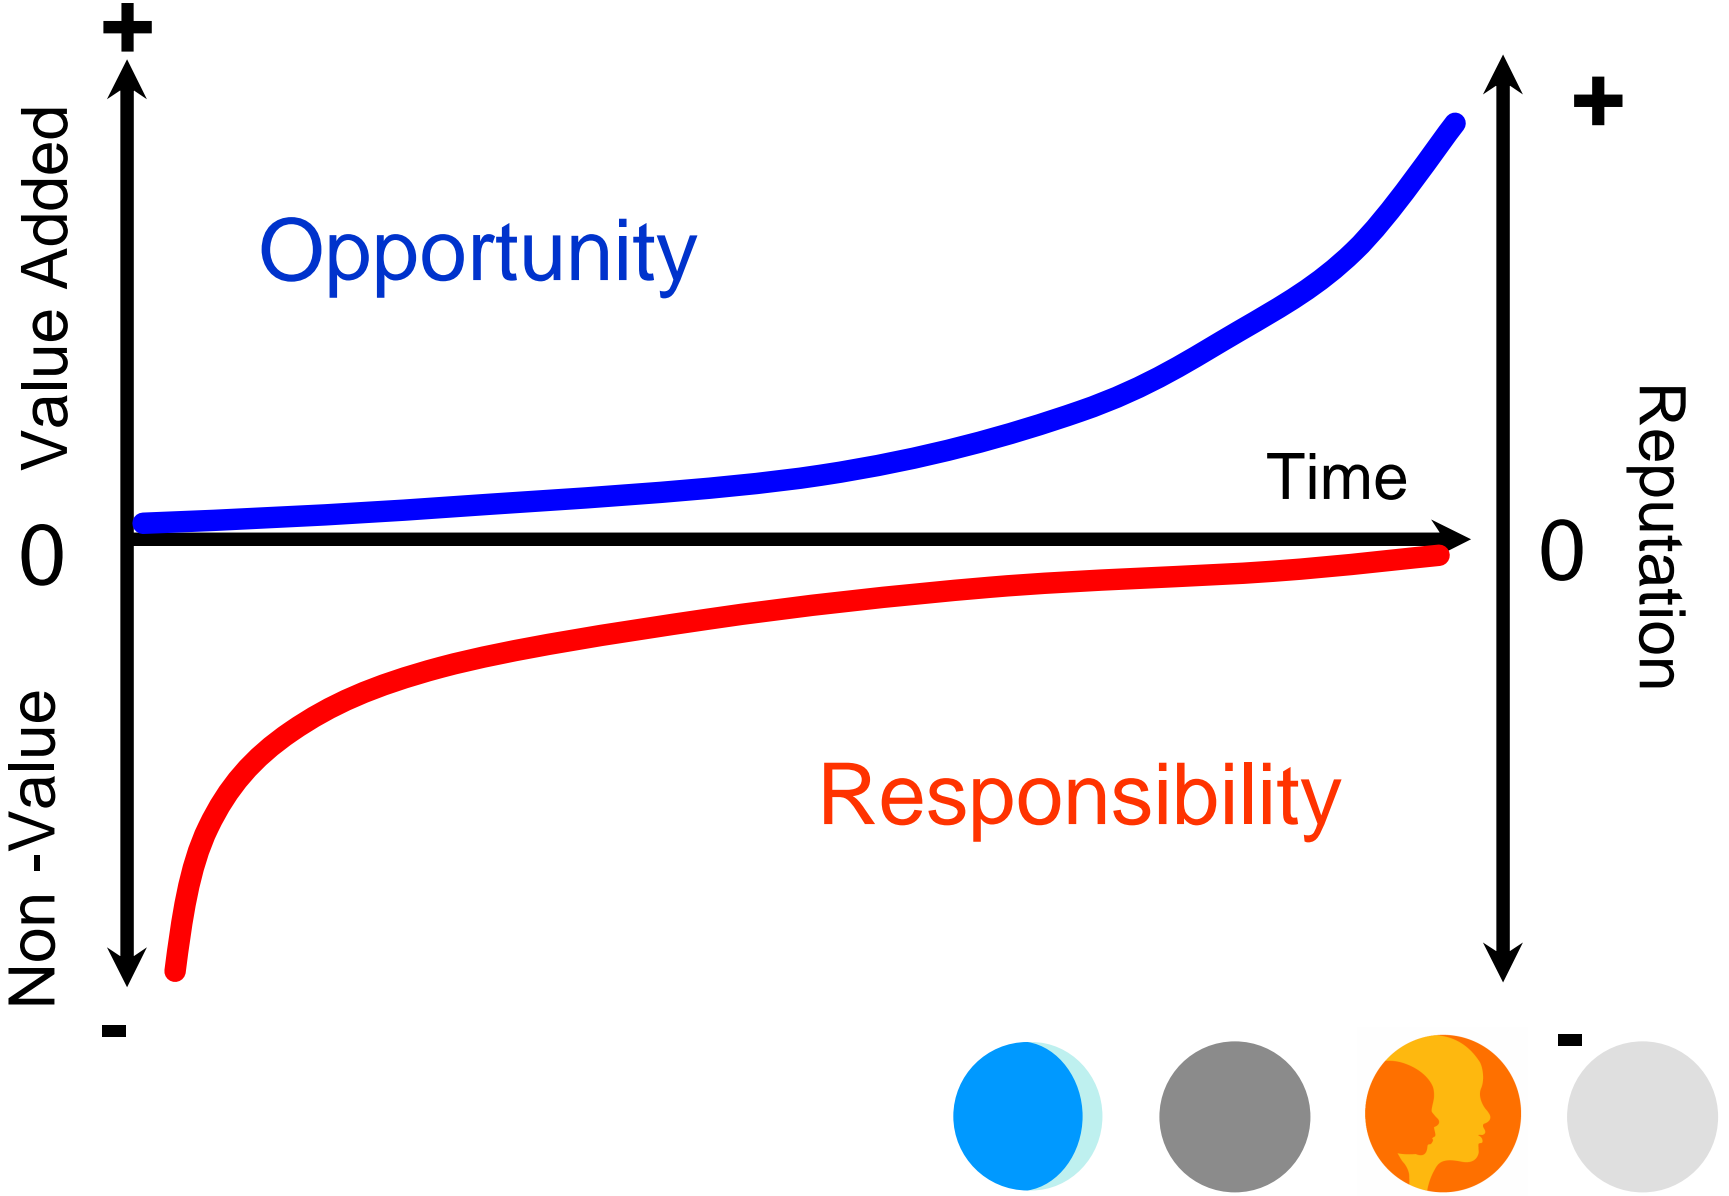 +
+
Value Added
Opportunity
Time
0
0
Reputation
Non -Value
Responsibility
-
-